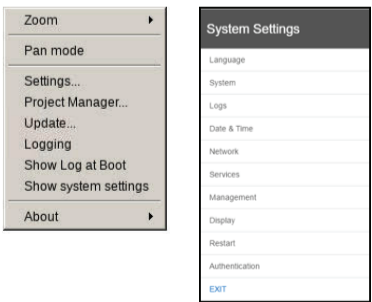 Zoom
Pan mode
Settings...
Project Manager...
Update...
Logging
Show Log at Boot
Show system settings
About
System Settings
Language
System
Logs
Date & Time
Network
Services
Management
Display
Restart
Authentication
EXIT